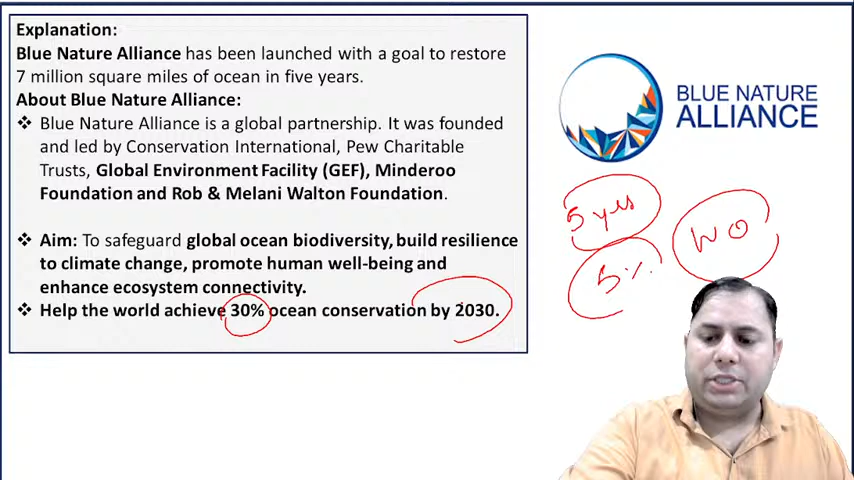 Explanation:
Blue Nature Alliance has been launched with a goal to restore
7 million square miles of ocean in five years.
About Blue Nature Alliance:
❖ Blue Nature Alliance is a global partnership. It was founded
and led by Conservation International, Pew Charitable
Trusts, Global Environment Facility (GEF), Minderoo
Foundation and Rob & Melani Walton Foundation.
❖ Aim: To safeguard global ocean biodiversity, build resilience
to climate change, promote human well-being and
enhance ecosystem connectivity.
❖ Help the world achieve 30% ocean conservation by 2030.
BLUE NATURE
ALLIANCE
5 yrs
5%
WO